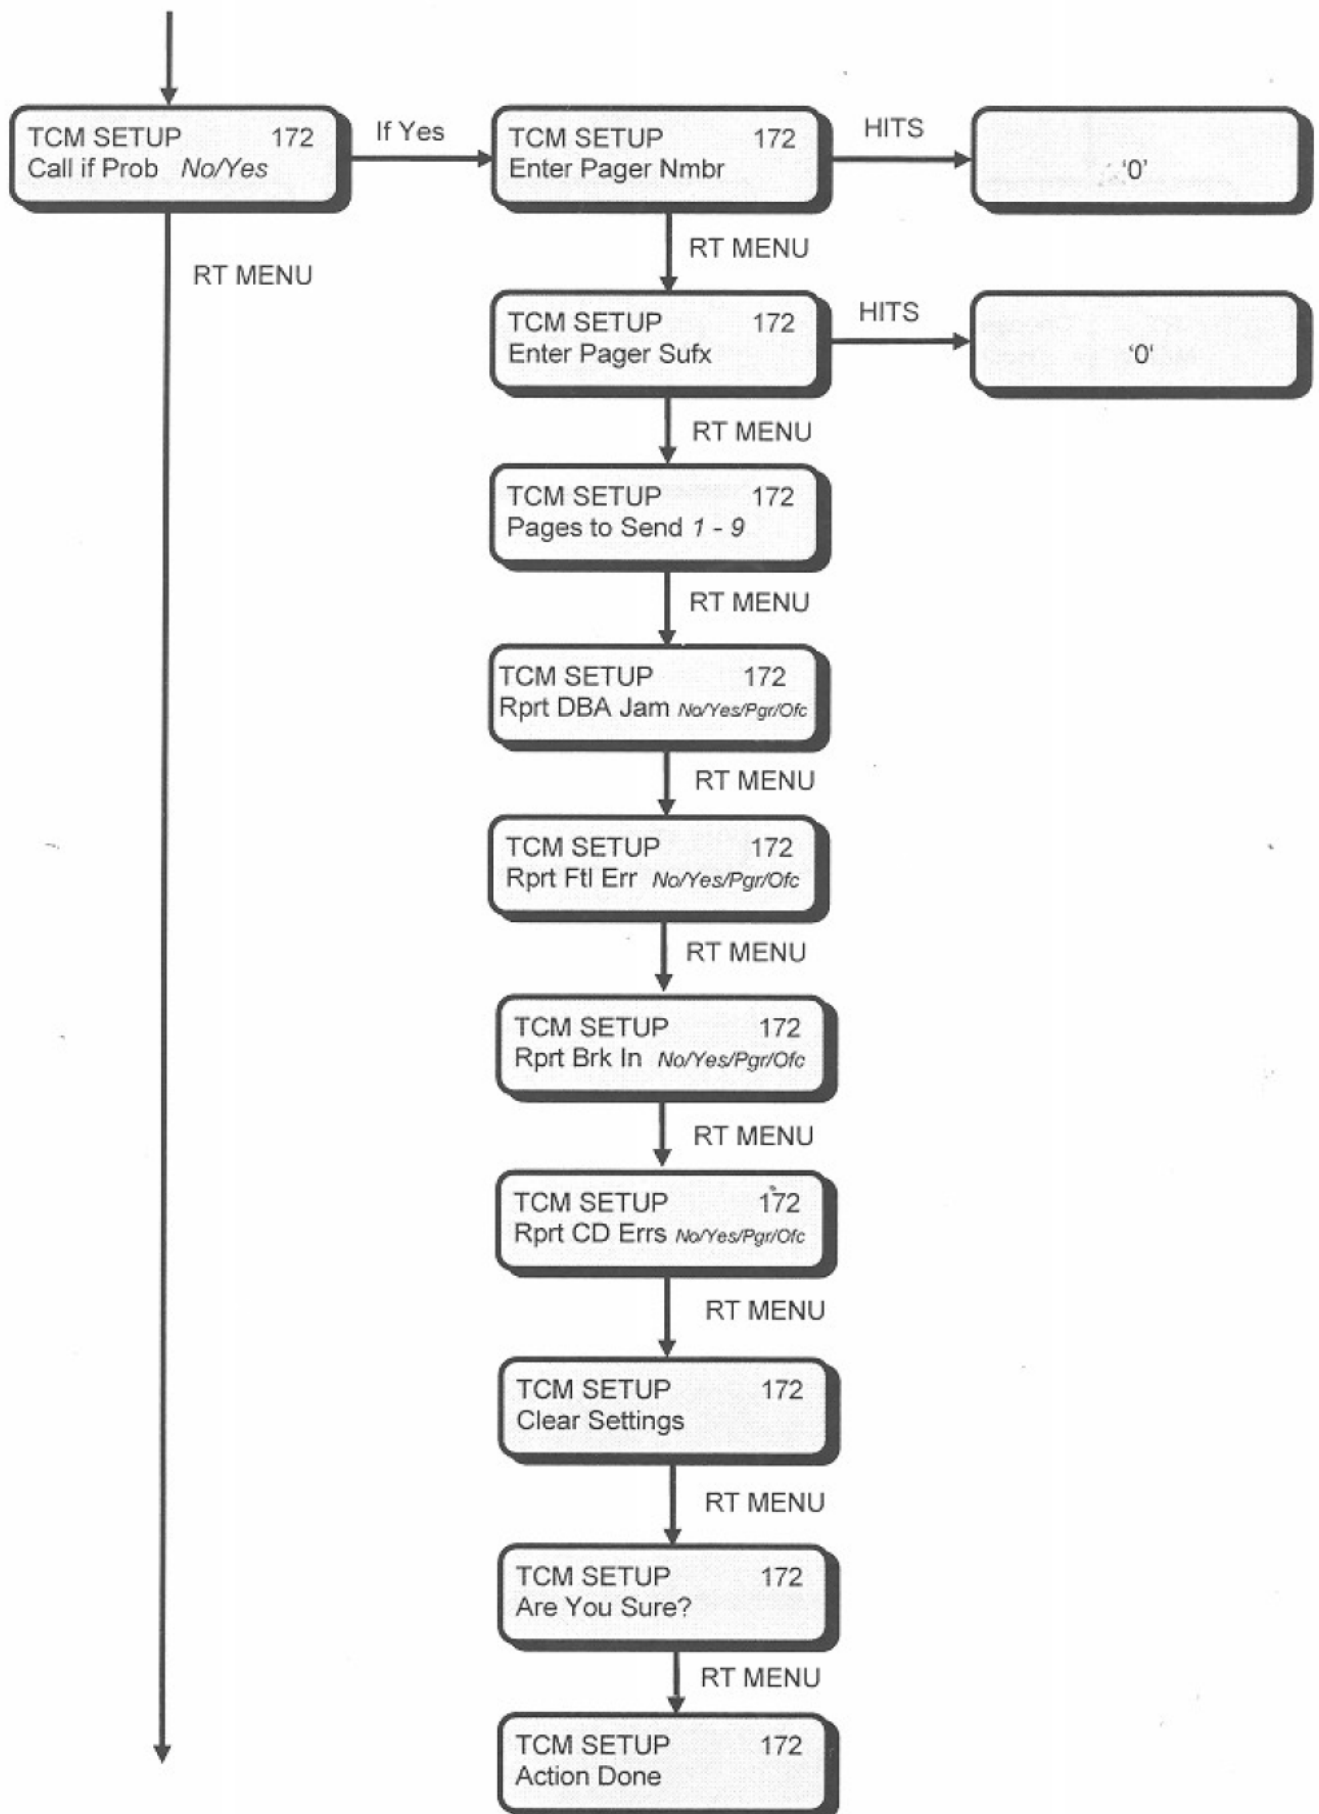 TCM SETUP 172
Call if Prob No/Yes
If Yes
TCM SETUP 172
Enter Pager Nmbr
HITS
'0'
RT MENU
RT MENU
TCM SETUP 172
Enter Pager Sufx
HITS
'0'
RT MENU
TCM SETUP 172
Pages to Send 1 - 9
RT MENU
TCM SETUP 172
Rprt DBA Jam No/Yes/Pgr/Ofc
RT MENU
TCM SETUP 172
Rprt Ftl Err No/Yes/Pgr/Ofc
RT MENU
TCM SETUP 172
Rprt Brk In No/Yes/Pgr/Ofc
RT MENU
TCM SETUP 172
Rprt CD Errs No/Yes/Pgr/Ofc
RT MENU
TCM SETUP 172
Clear Settings
RT MENU
TCM SETUP 172
Are You Sure?
RT MENU
TCM SETUP 172
Action Done